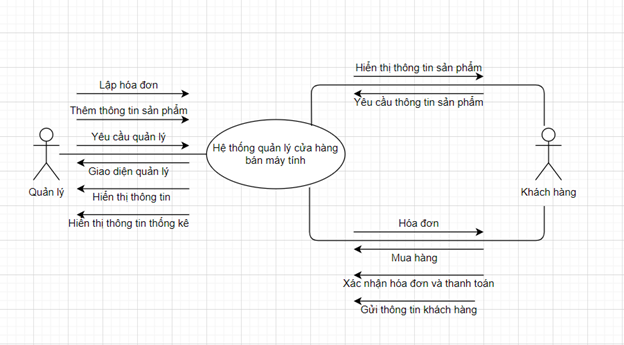 Lập hóa đơn
Thêm thông tin sản phẩm
Yêu cầu quản lý
Giao diện quản lý
Hiển thị thông tin
Hiển thị thông tin thống kê
Quản lý
Hệ thống quản lý cửa hàng
bán máy tính
Hiển thị thông tin sản phẩm
Yêu cầu thông tin sản phẩm
Khách hàng
Hóa đơn
Mua hàng
Xác nhận hóa đơn và thanh toán
Gửi thông tin khách hàng